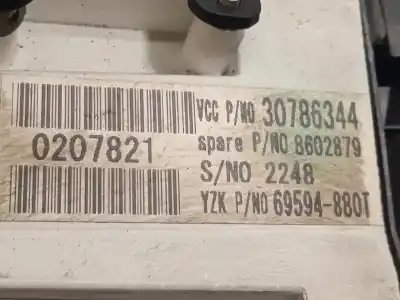 VCC P/NO 30786344
0207821
spare P/NO 8602879
S/NO 2248
YZK P/NO 69594-880T